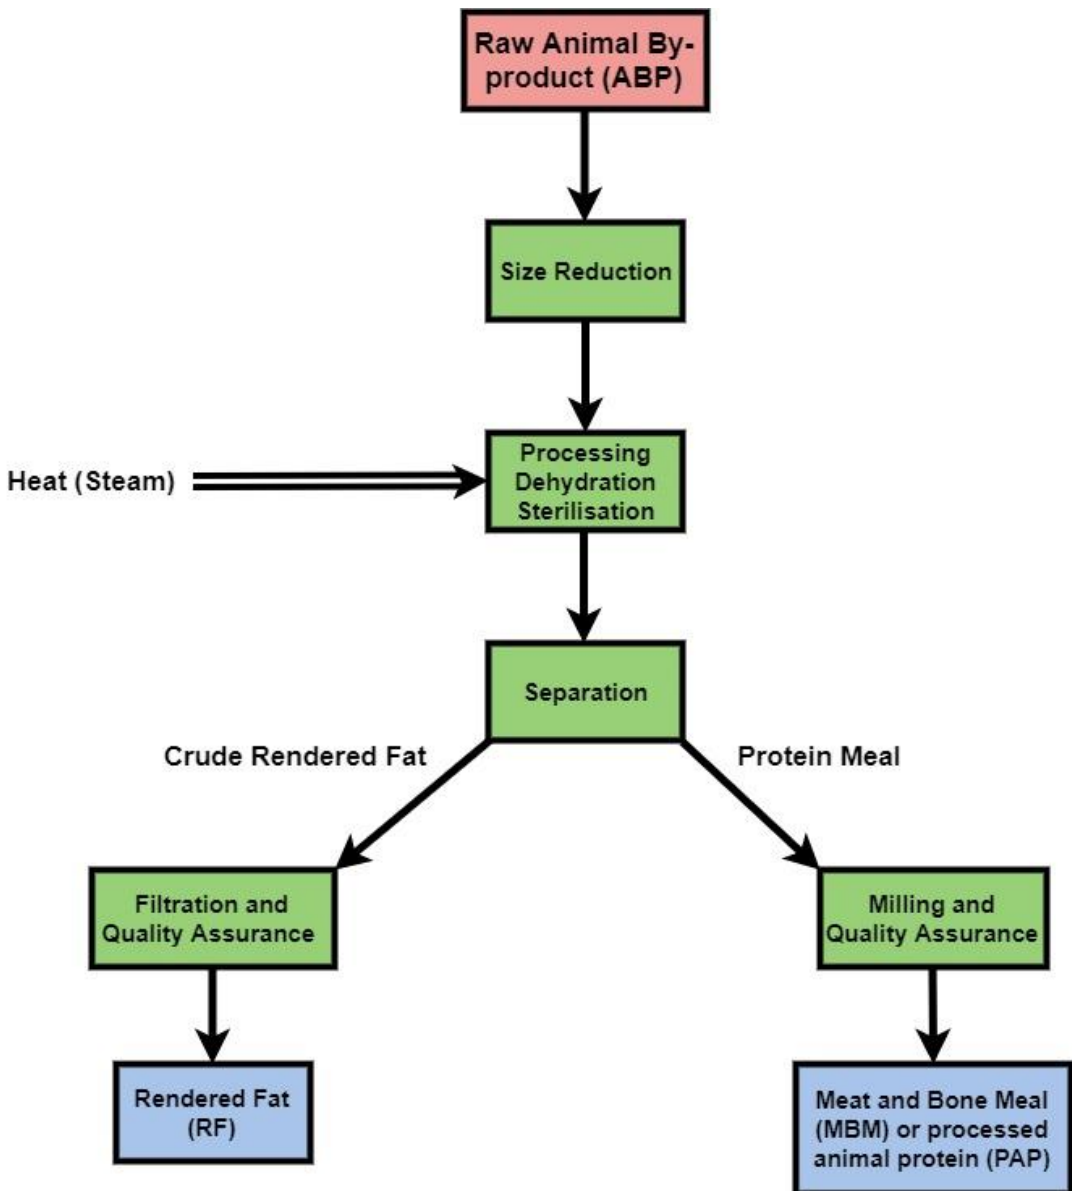 Raw Animal By-
product (ABP)
Size Reduction
Heat (Steam)
Processing
Dehydration
Sterilisation
Separation
Crude Rendered Fat
Protein Meal
Filtration and
Quality Assurance
Milling and
Quality Assurance
Rendered Fat
(RF)
Meat and Bone Meal
(MBM) or processed
animal protein (PAP)